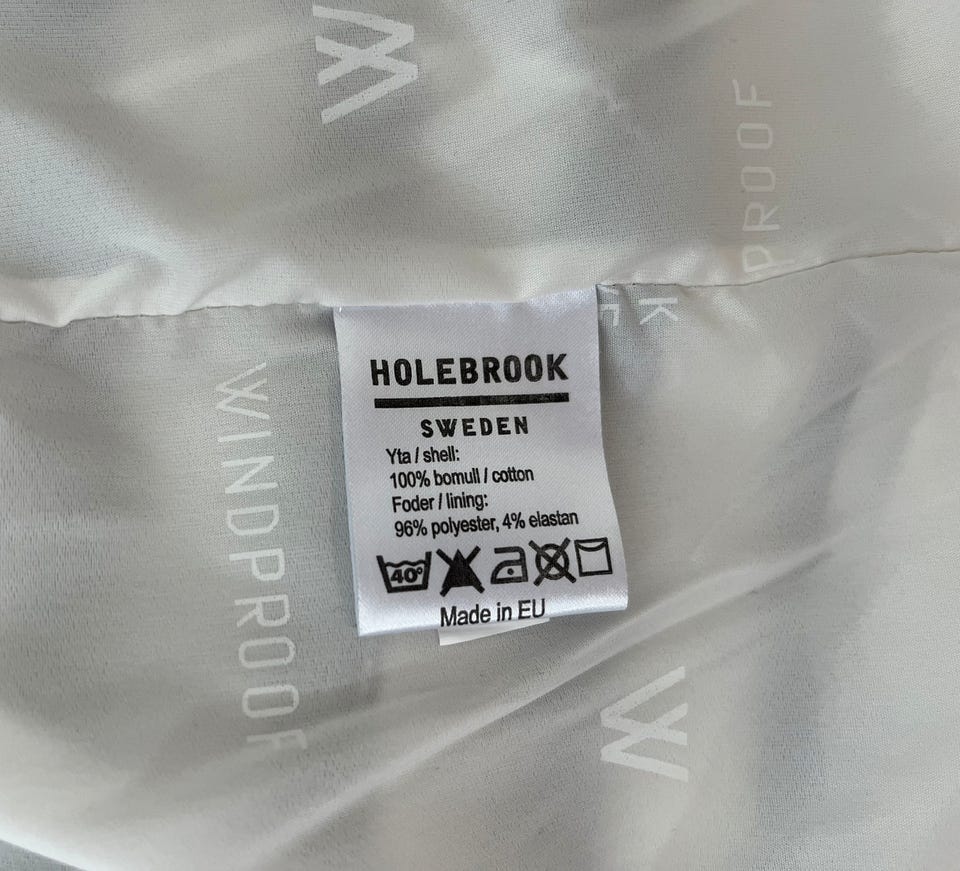 PROOF
K
HOLEBROOK
SWEDEN
Yta / shell:
100% bomull / cotton
Foder / lining:
96% polyester, 4% elastan
40°
Made in EU
WINDPROOF